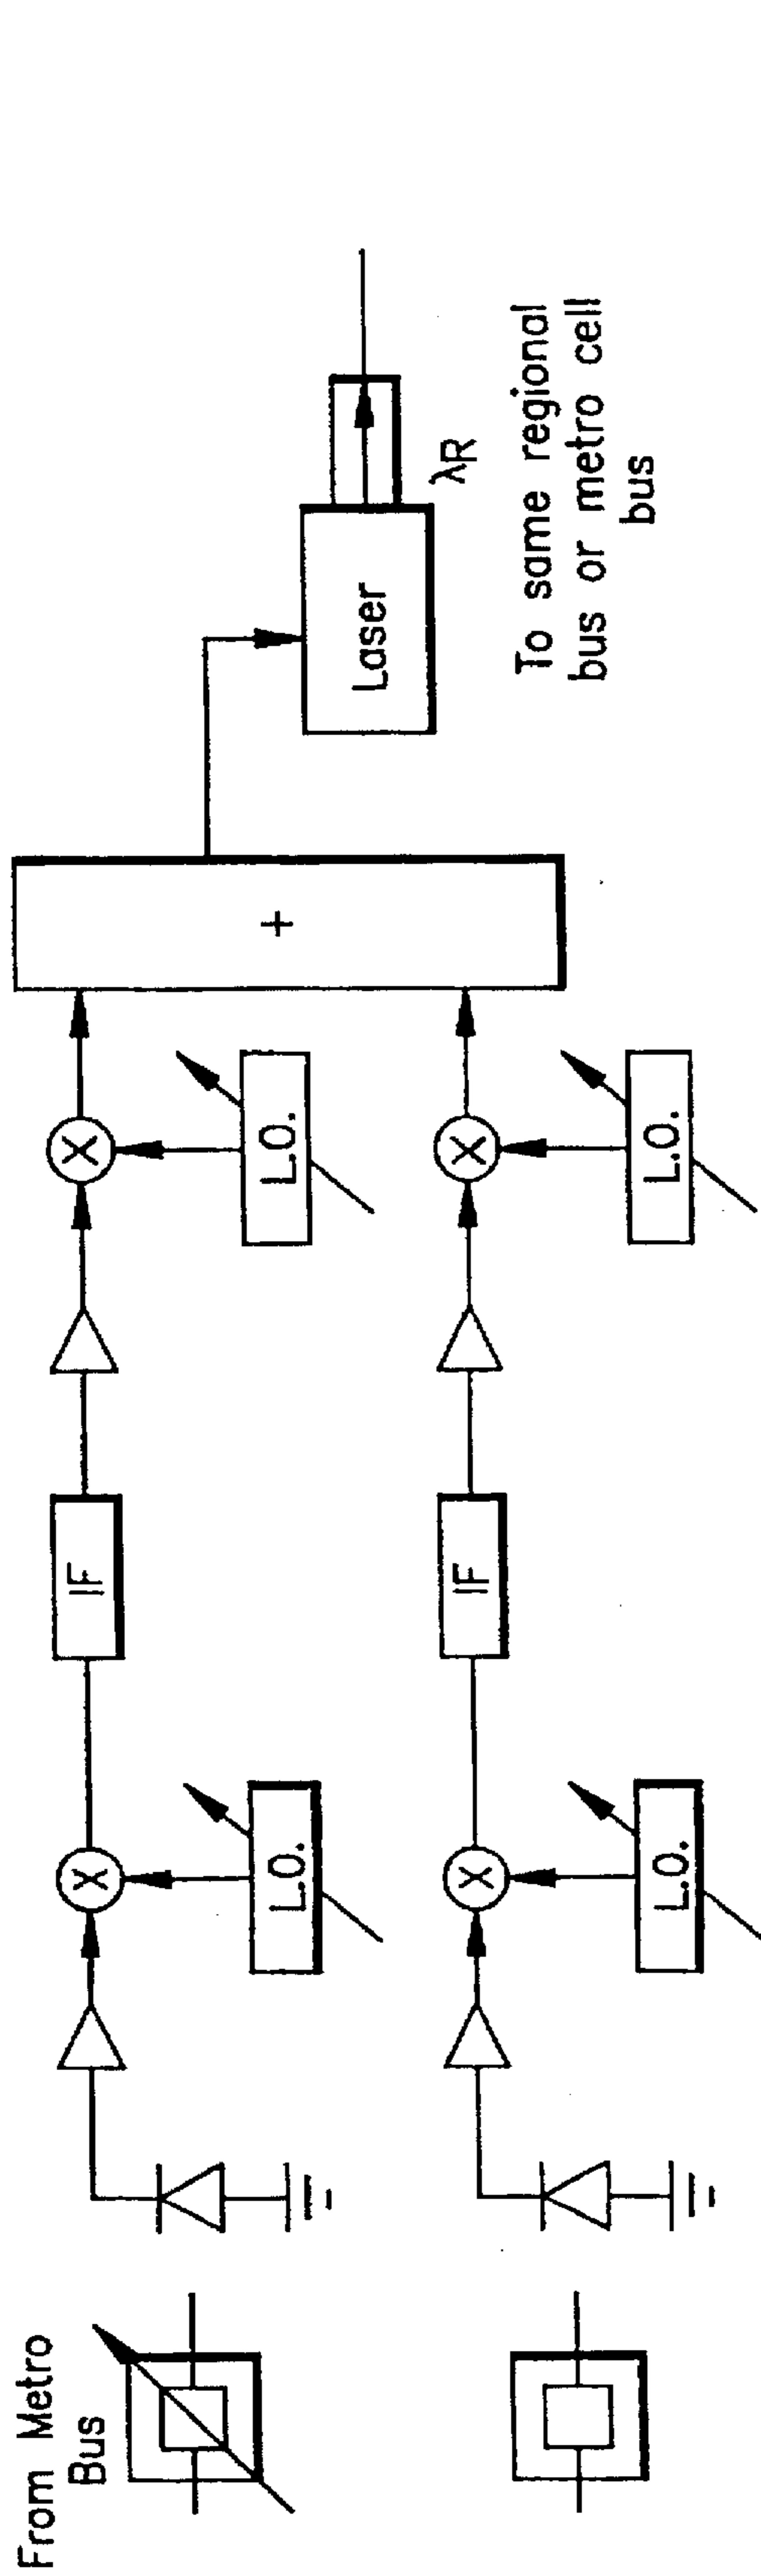 From Metro
Bus
X
L.O.
IF
X
L.O.
+
Laser
λR
X
L.O.
IF
X
L.O.
To same regional
bus or metro cell
bus